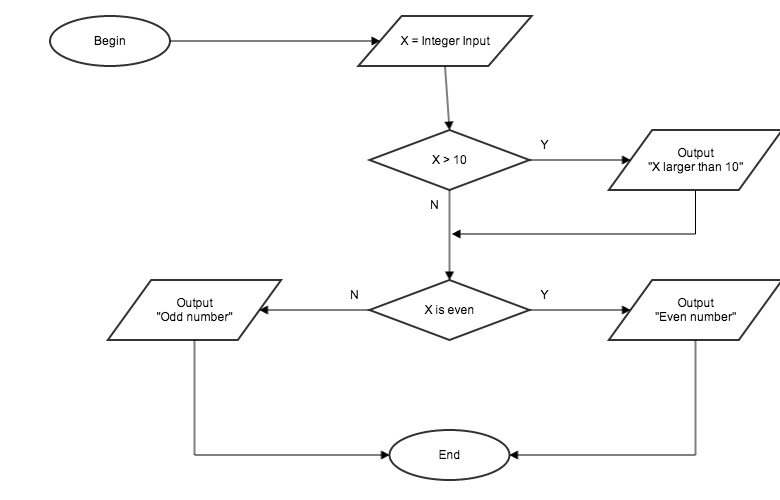 Begin
X = Integer Input
X > 10
Y
Output
"X larger than 10"
N
Output
"Odd number"
N
X is even
Y
Output
"Even number"
End